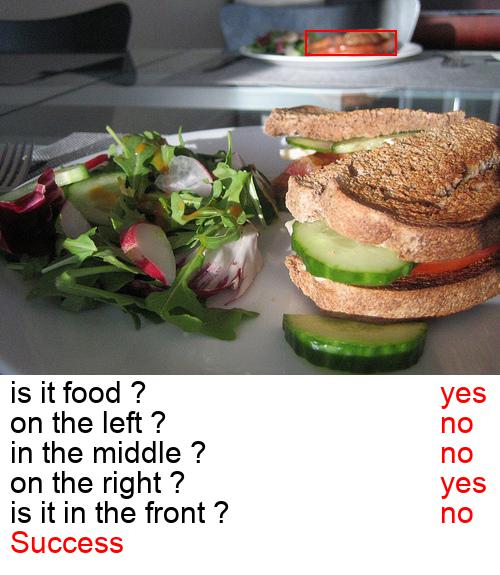 is it food ? yes
on the left ? no
in the middle ? no
on the right ? yes
is it in the front ? no
Success